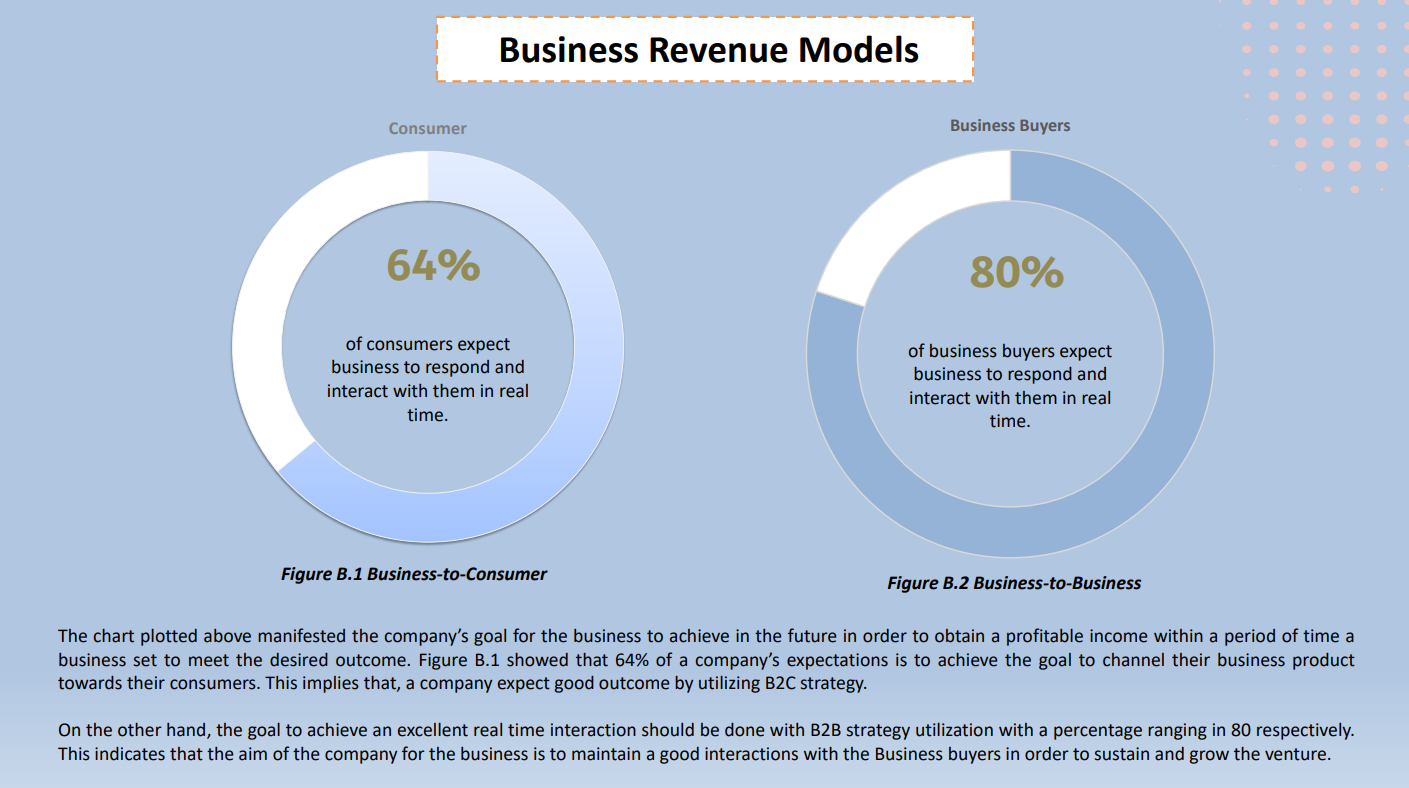 Business Revenue Models
Consumer
64%
of consumers expect
business to respond and
interact with them in real
time.
Figure B.1 Business-to-Consumer
Business Buyers
80%
of business buyers expect
business to respond and
interact with them in real
time.
Figure B.2 Business-to-Business
The chart plotted above manifested the company's goal for the business to achieve in the future in order to obtain a profitable income within a period of time a
business set to meet the desired outcome. Figure B.1 showed that 64% of a company's expectations is to achieve the goal to channel their business product
towards their consumers. This implies that, a company expect good outcome by utilizing B2C strategy.
On the other hand, the goal to achieve an excellent real time interaction should be done with B2B strategy utilization with a percentage ranging in 80 respectively.
This indicates that the aim of the company for the business is to maintain a good interactions with the Business buyers in order to sustain and grow the venture.